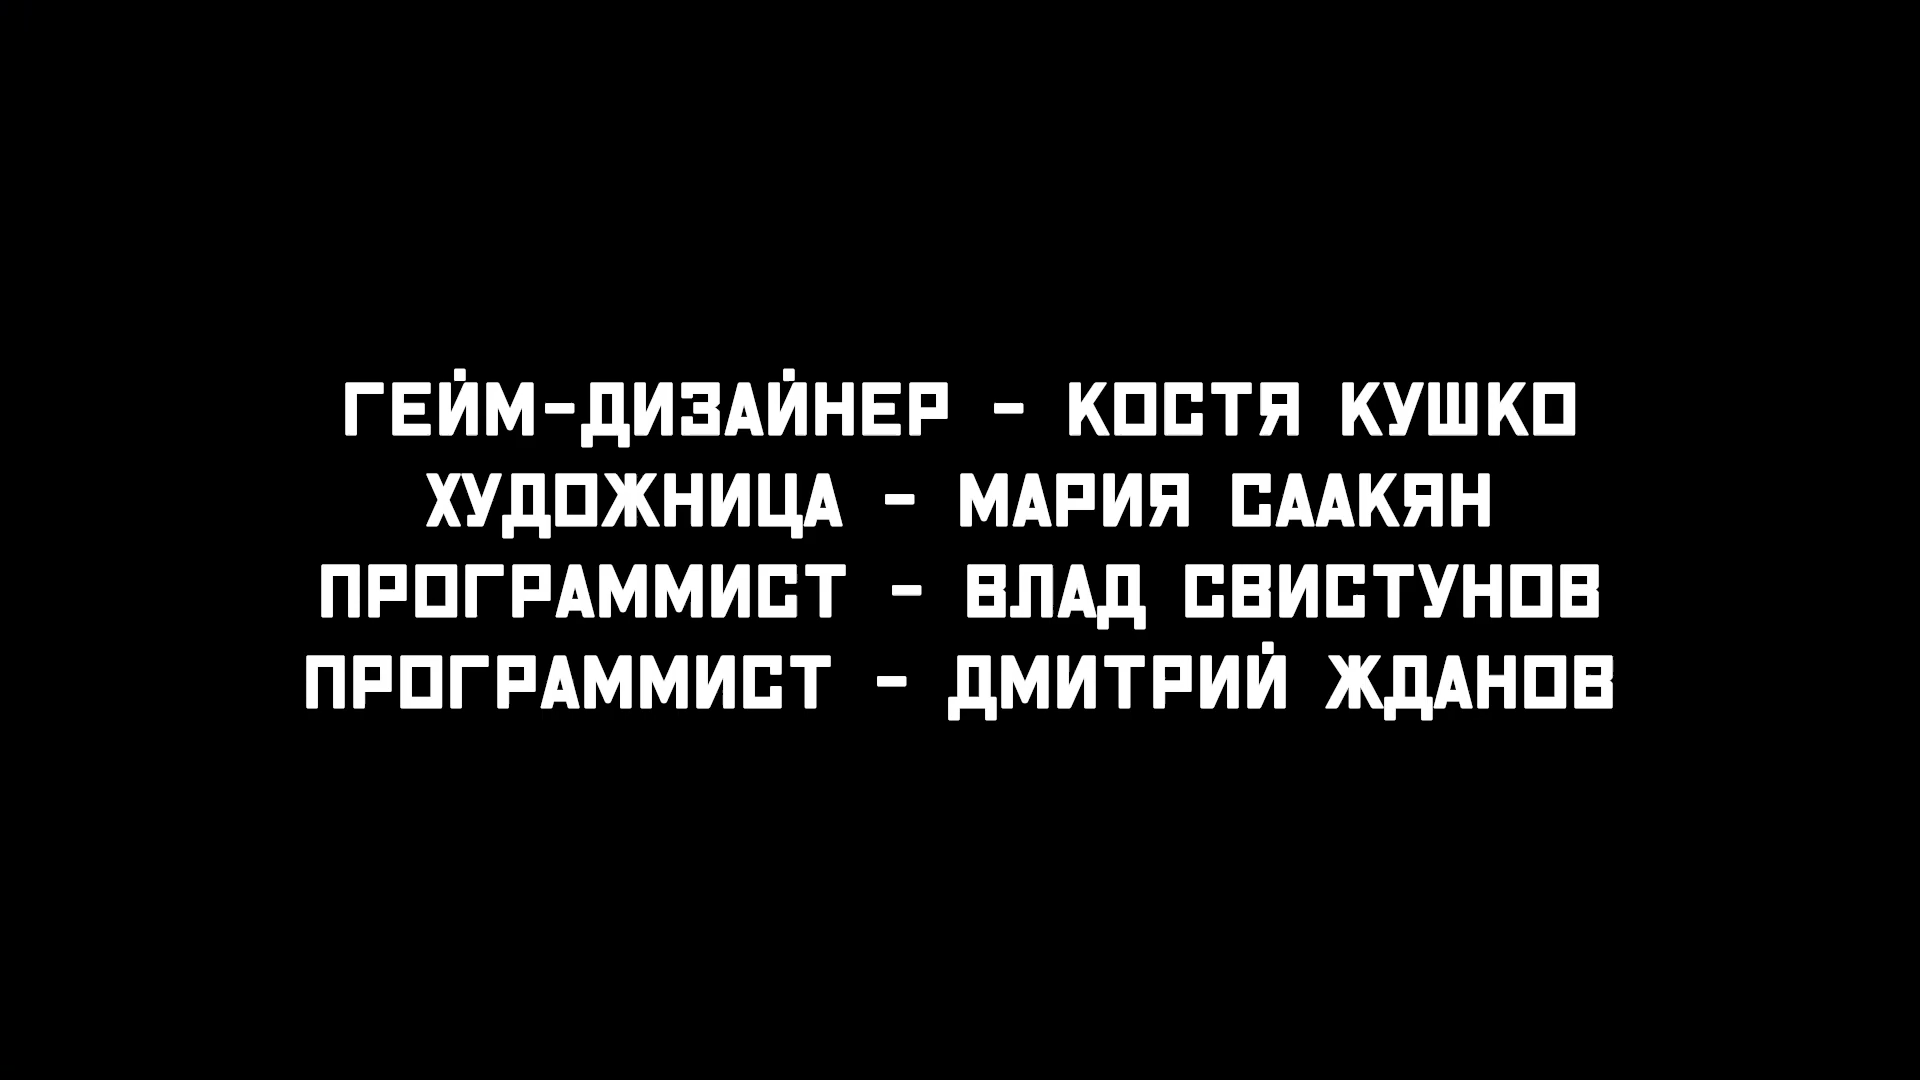 ГЕЙМ-ДИЗАЙНЕР - КОСТЯ КУШКО
ХУДОЖНИЦА - МАРИЯ СААКЯН
ПРОГРАММИСТ - ВЛАД СВИСТУНОВ
ПРОГРАММИСТ - ДМИТРИЙ ЖДАНОВ